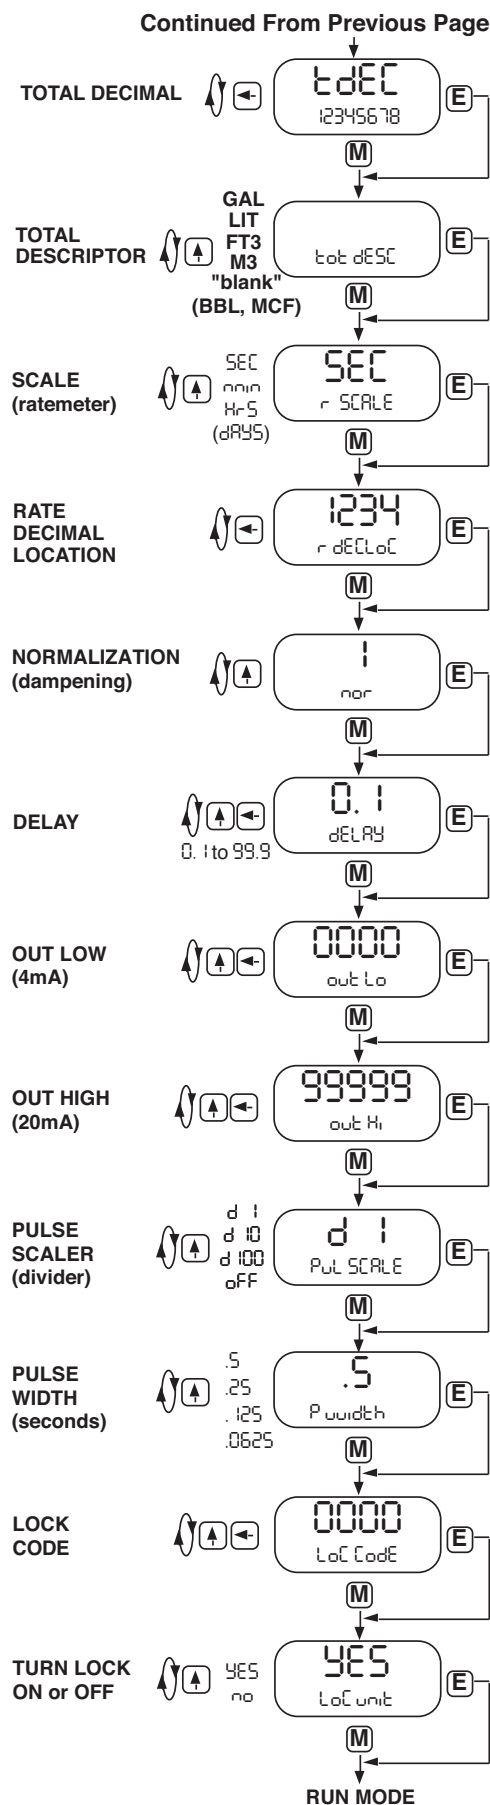 Continued From Previous Page
TOTAL DECIMAL
tdEC
12345678
E
M
TOTAL
DESCRIPTOR
GAL
LIT
FT3
M3
"blank"
(BBL, MCF)
tot dESC
E
M
SCALE
(ratemeter)
SEC
min
HrS
(dAYS)
SEC
r SCALE
E
M
RATE
DECIMAL
LOCATION
1234
r dECLoC
E
M
NORMALIZATION
(dampening)
1
nor
E
M
DELAY
0.1 to 99.9
0.1
dELAY
E
M
OUT LOW
(4mA)
0000
out Lo
E
M
OUT HIGH
(20mA)
99999
out Hi
E
M
PULSE
SCALER
(divider)
d 1
d 10
d 100
oFF
d 1
PuL SCALE
E
M
PULSE
WIDTH
(seconds)
.5
.25
.125
.0625
.5
P width
E
M
LOCK
CODE
0000
LoC CodE
E
M
TURN LOCK
ON or OFF
YES
no
YES
LoC unit
E
M
RUN MODE